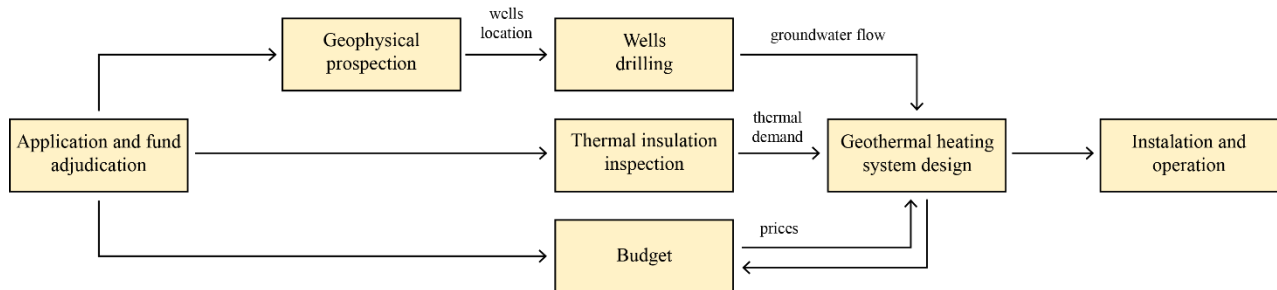 wells
location
Geophysical
prospection
Wells
drilling
groundwater flow
Application and fund
adjudication
Thermal insulation
inspection
thermal
demand
Geothermal heating
system design
Instalation and
operation
Budget
prices